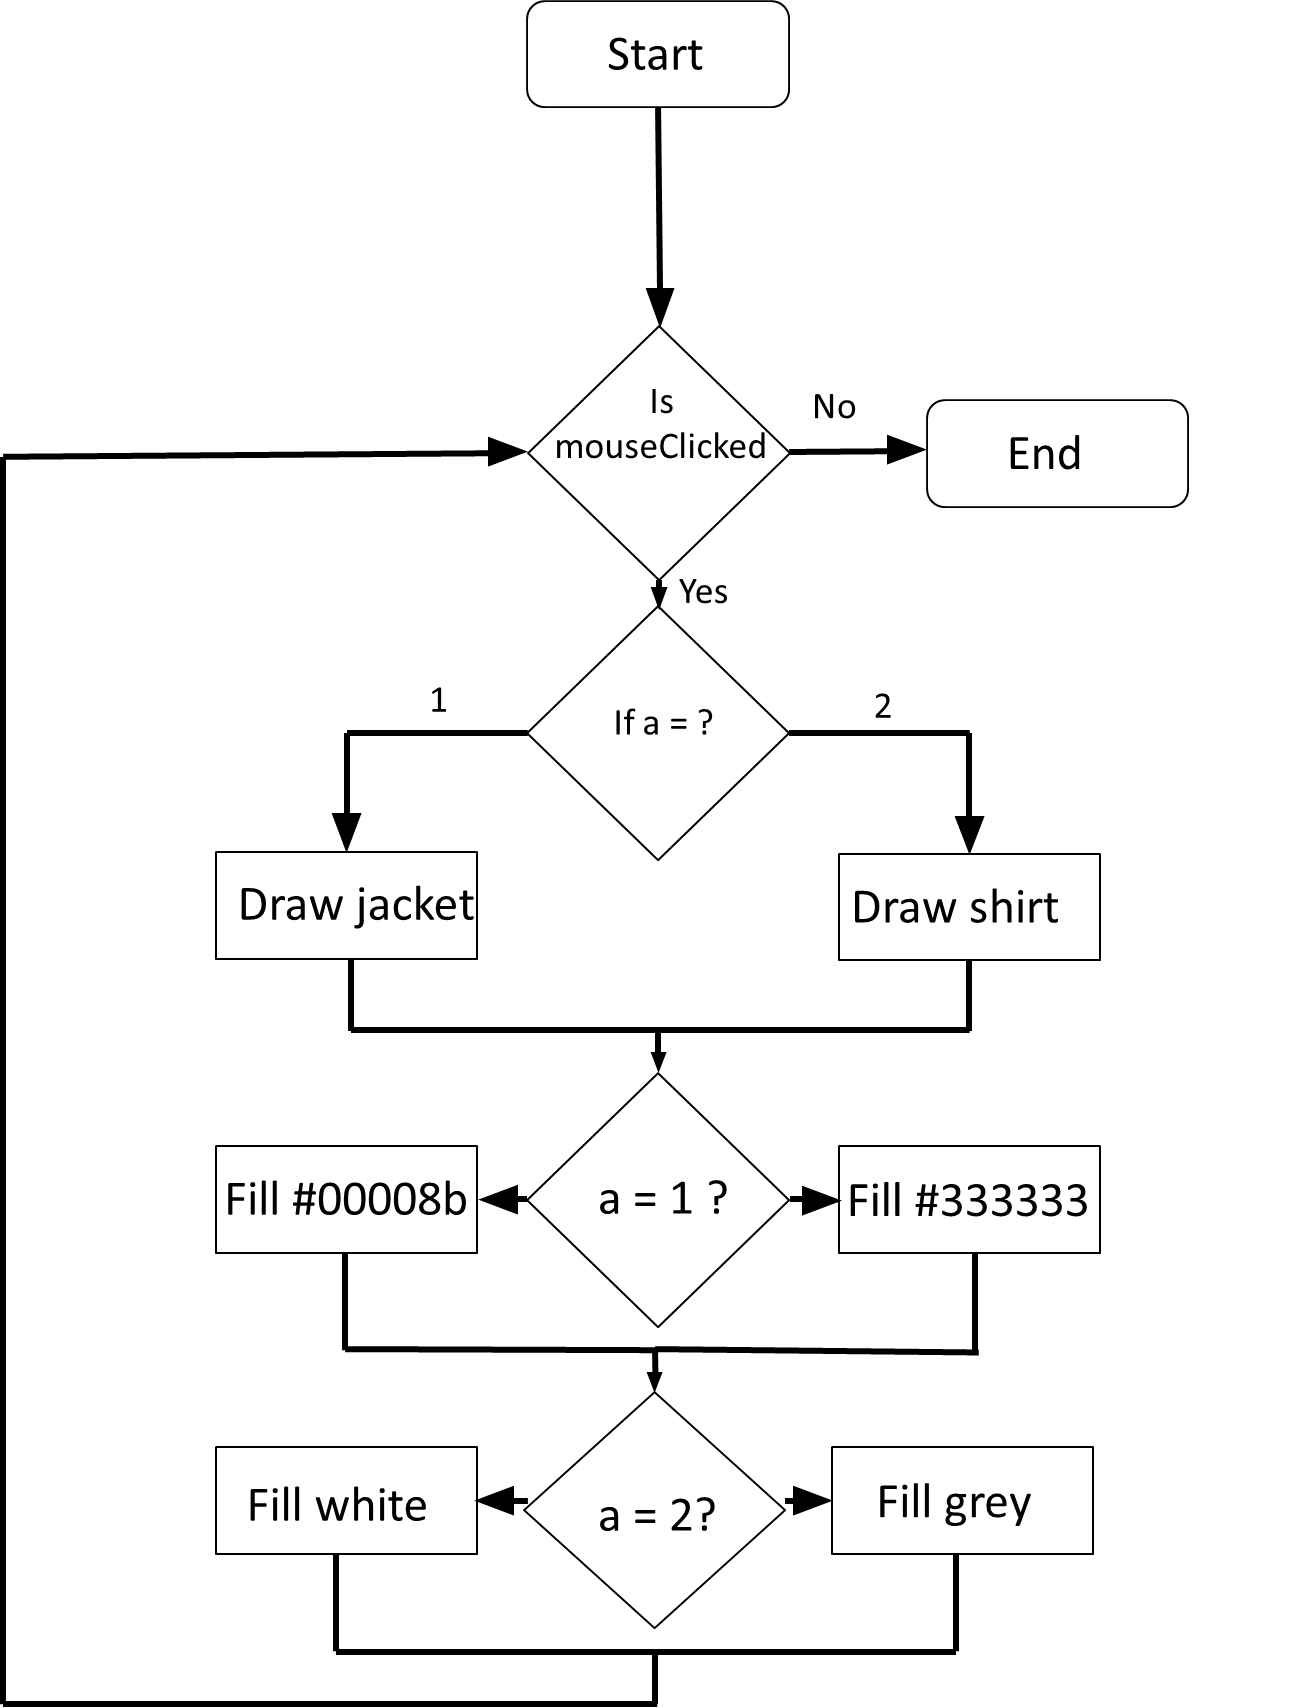 Start
Is
mouseClicked
No
End
Yes
1
If a = ?
2
Draw jacket
Draw shirt
Fill #00008b
a = 1 ?
Fill #333333
Fill white
a = 2?
Fill grey